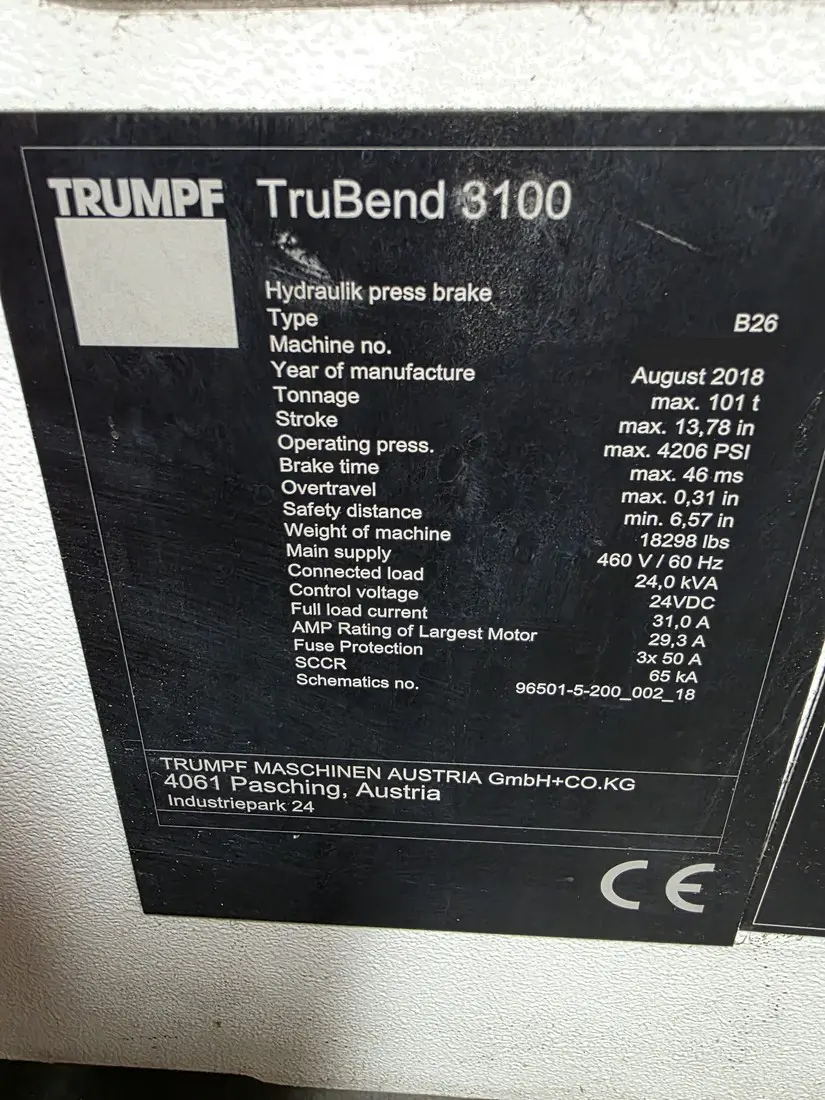 TRUMPF TruBend 3100
Hydraulik press brake
Type B26
Machine no.
Year of manufacture August 2018
Tonnage max. 101 t
Stroke max. 13,78 in
Operating press. max. 4206 PSI
Brake time max. 46 ms
Overtravel max. 0,31 in
Safety distance min. 6,57 in
Weight of machine 18298 lbs
Main supply 460 V / 60 Hz
Connected load 24,0 kVA
Control voltage 24VDC
Full load current 31,0 A
AMP Rating of Largest Motor 29,3 A
Fuse Protection 3x 50 A
SCCR 65 kA
Schematics no. 96501-5-200_002_18
TRUMPF MASCHINEN AUSTRIA GmbH+CO.KG
4061 Pasching, Austria
Industriepark 24
CE